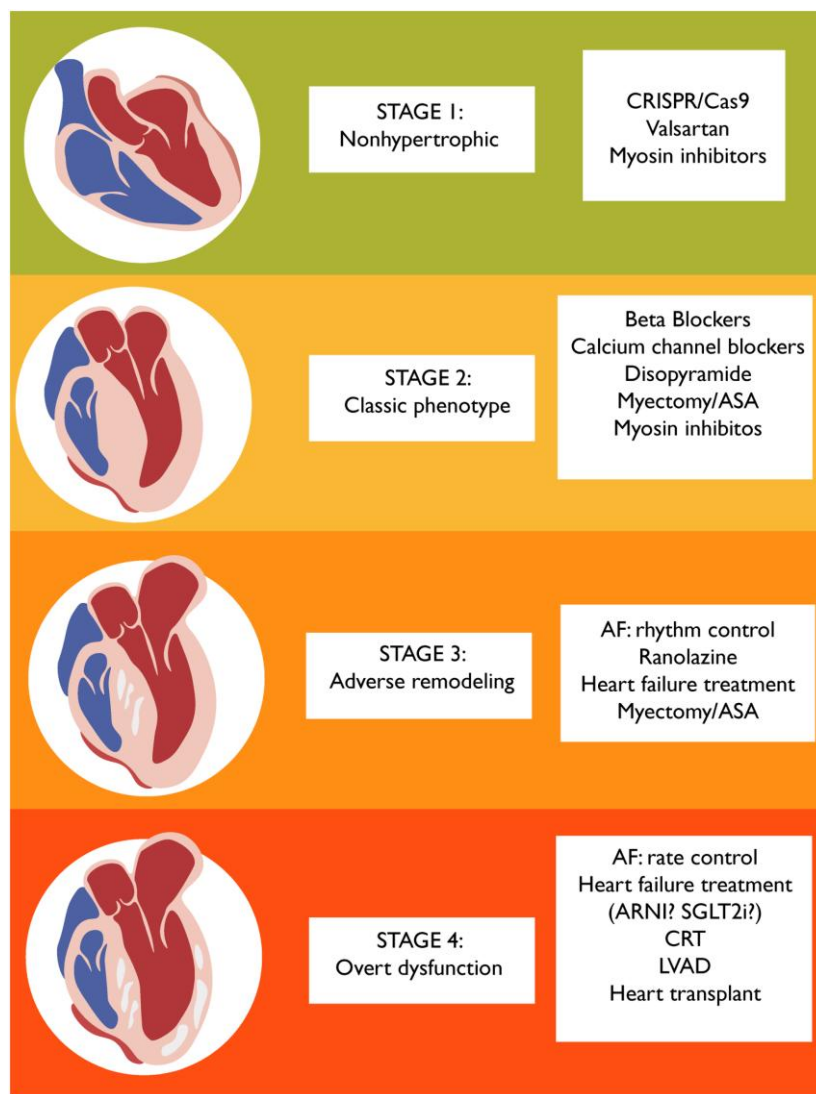 STAGE 1:
Nonhypertrophic
CRISPR/Cas9
Valsartan
Myosin inhibitors
STAGE 2:
Classic phenotype
Beta Blockers
Calcium channel blockers
Disopyramide
Myectomy/ASA
Myosin inhibitos
STAGE 3:
Adverse remodeling
AF: rhythm control
Ranolazine
Heart failure treatment
Myectomy/ASA
STAGE 4:
Overt dysfunction
AF: rate control
Heart failure treatment
(ARNI? SGLT2i?)
CRT
LVAD
Heart transplant